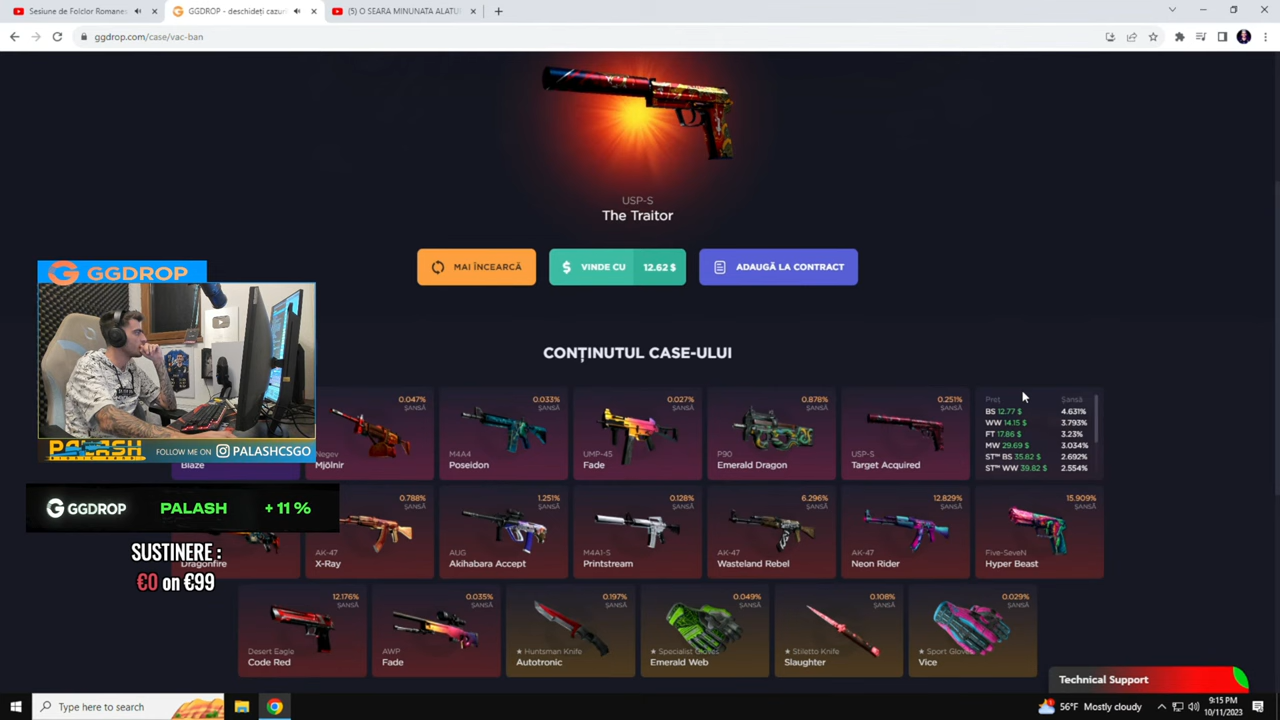 Sesiune de Folclor Romanes
GGDROP - deschideți cazuri
(5) O SEARA MINUNATA ALATU
ggdrop.com/case/vac-ban
USP-S
The Traitor
MAI ÎNCEARCĂ
$ VINDE CU 12.62 $
ADAUGĂ LA CONTRACT
CONȚINUTUL CASE-ULUI
GGDROP
PALASH
FOLLOW ME ON PALASHCSGO
GGDROP PALASH + 11 %
SUSTINERE :
€0 on €99
Blaze
0.047%
ȘANSĂ
Negev
Mjölnir
0.033%
ȘANSĂ
M4A4
Poseidon
0.027%
ȘANSĂ
UMP-45
Fade
0.878%
ȘANSĂ
P90
Emerald Dragon
0.251%
ȘANSĂ
USP-S
Target Acquired
Preț Șansă
BS 12.77 $ 4.631%
WW 14.15 $ 3.793%
FT 17.86 $ 3.23%
MW 29.69 $ 3.034%
ST™ BS 35.82 $ 2.692%
ST™ WW 39.82 $ 2.554%
Dragonfire
0.788%
ȘANSĂ
AK-47
X-Ray
1.251%
ȘANSĂ
AUG
Akihabara Accept
0.128%
ȘANSĂ
M4A1-S
Printstream
6.296%
ȘANSĂ
AK-47
Wasteland Rebel
12.829%
ȘANSĂ
AK-47
Neon Rider
15.909%
ȘANSĂ
Five-SeveN
Hyper Beast
12.176%
ȘANSĂ
Desert Eagle
Code Red
0.035%
ȘANSĂ
AWP
Fade
0.197%
ȘANSĂ
★ Huntsman Knife
Autotronic
0.049%
ȘANSĂ
★ Specialist Gloves
Emerald Web
0.108%
ȘANSĂ
★ Stiletto Knife
Slaughter
0.029%
ȘANSĂ
★ Sport Gloves
Vice
Technical Support
Type here to search
56°F Mostly cloudy
9:15 PM
10/11/2023